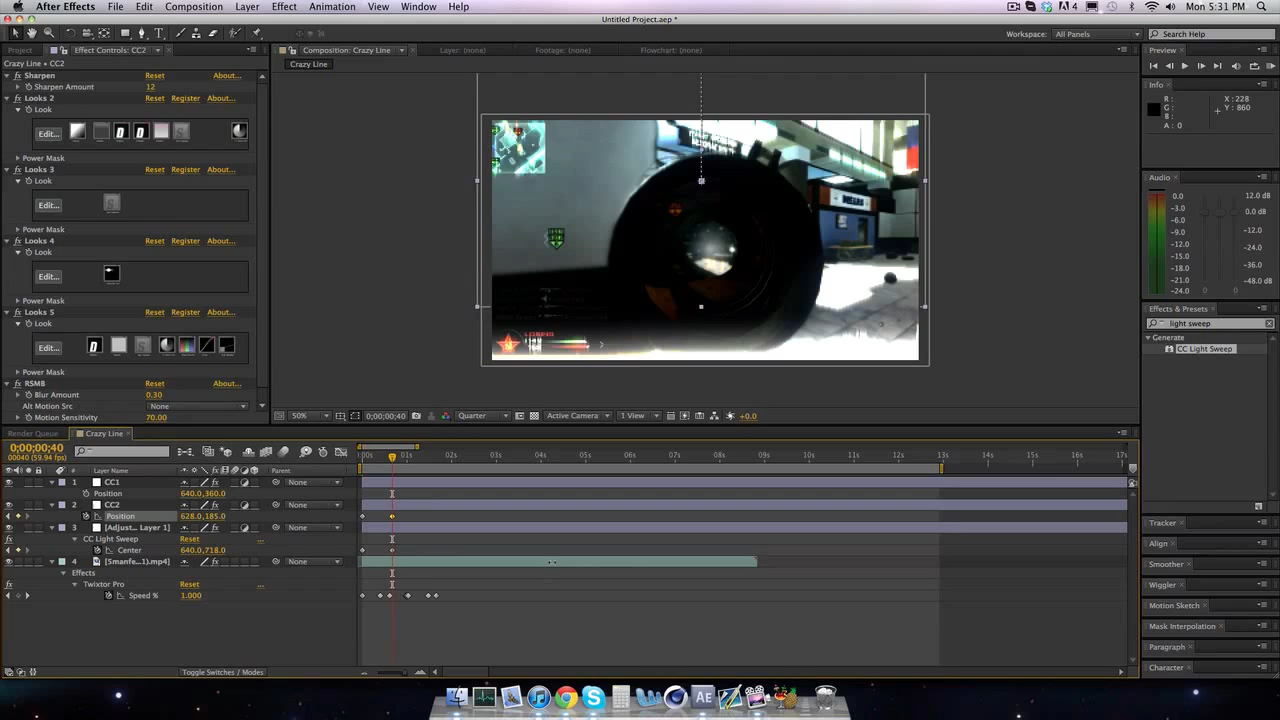 After Effects File Edit Composition Layer Effect Animation View Window Help 4 Mon 5:31 PM
Untitled Project.aep *
Workspace: All Panels Search Help
Project Effect Controls: CC2 Composition: Crazy Line Layer: (none) Footage: (none) Flowchart: (none) Preview
Crazy Line • CC2
Crazy Line
Sharpen Reset About...
Sharpen Amount 12
Looks 2 Reset Register About...
Look
Edit...
Power Mask
Looks 3 Reset Register About...
Look
Edit...
Power Mask
Looks 4 Reset Register About...
Look
Edit...
Power Mask
Looks 5 Reset Register About...
Look
Edit...
Power Mask
RSMB Reset About...
Blur Amount 0.30
Alt Motion Src None
Motion Sensitivity 70.00
50% 0;00;00;40 Quarter Active Camera 1 View +0.0
Info
R : X : 228
G : Y : 860
B :
A : 0
Audio
0.0 12.0 dB
-3.0
-6.0 0.0 dB
-9.0
-12.0 -12.0
-15.0 -24.0
-18.0 -36.0
-21.0
-24.0 0 0 -48.0 dB
Effects & Presets
light sweep
Generate
CC Light Sweep
Tracker
Align
Smoother
Wiggler
Motion Sketch
Mask Interpolation
Paragraph
Character
Render Queue Crazy Line
0;00;00;40
00040 (59.94 fps)
:00s 01s 02s 03s 04s 05s 06s 07s 08s 09s 10s 11s 12s 13s 14s 15s 16s 17s
# Layer Name Parent
1 CC1 None
Position 640.0,360.0
2 CC2 None
Position 628.0,185.0
3 [Adjust... Layer 1] None
CC Light Sweep Reset ...
Center 640.0,718.0
4 [5manfe...1).mp4] None
Effects
Twixtor Pro Reset ...
Speed % 1.000
Toggle Switches / Modes
AE